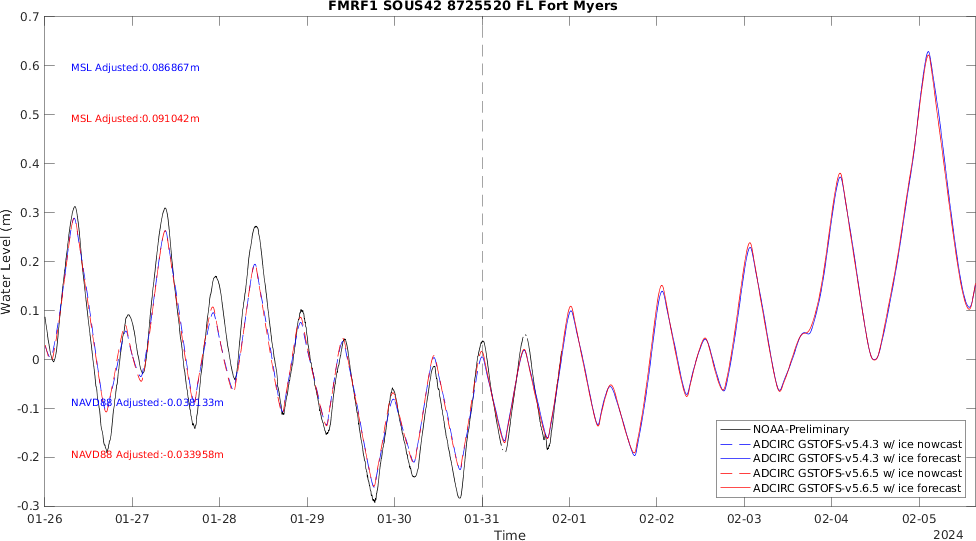 FMRF1 SOUS42 8725520 FL Fort Myers
0.7
0.6
0.5
0.4
0.3
0.2
0.1
0
-0.1
-0.2
-0.3
Water Level (m)
MSL Adjusted:0.086867m
MSL Adjusted:0.091042m
NAVD88 Adjusted:-0.038133m
NAVD88 Adjusted:-0.033958m
NOAA-Preliminary
ADCIRC GSTOFS-v5.4.3 w/ ice nowcast
ADCIRC GSTOFS-v5.4.3 w/ ice forecast
ADCIRC GSTOFS-v5.6.5 w/ ice nowcast
ADCIRC GSTOFS-v5.6.5 w/ ice forecast
01-26 01-27 01-28 01-29 01-30 01-31 02-01 02-02 02-03 02-04 02-05
Time
2024